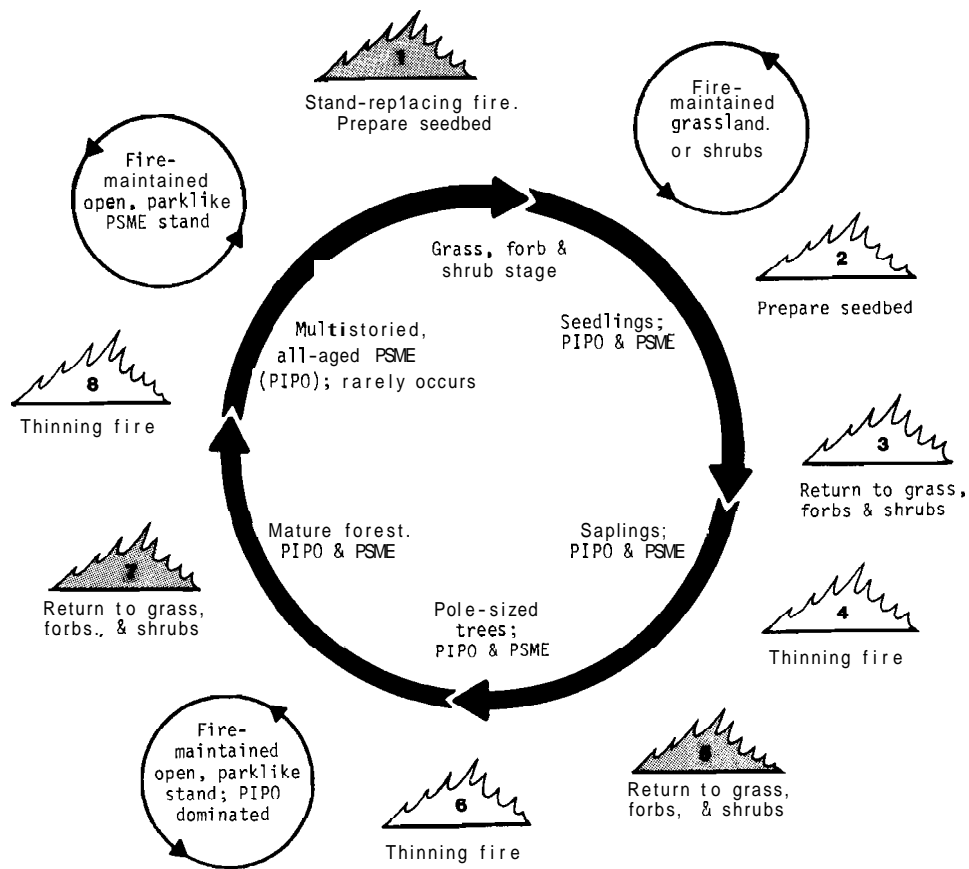 1
Stand-rep1acing fire.
Prepare seedbed
Fire-
maintained
grassland.
or shrubs
Fire-
maintained
open, parklike
PSME stand
Grass, forb &
shrub stage
2
Prepare seedbed
Seedlings;
PIPO & PSME
Multistoried,
all-aged PSME
(PIPO); rarely occurs
8
Thinning fire
3
Return to grass,
forbs & shrubs
Mature forest.
PIPO & PSME
Saplings;
PIPO & PSME
7
Return to grass,
forbs., & shrubs
4
Thinning fire
Pole-sized
trees;
PIPO & PSME
Fire-
maintained
open, parklike
stand; PIPO
dominated
6
Thinning fire
5
Return to grass,
forbs, & shrubs